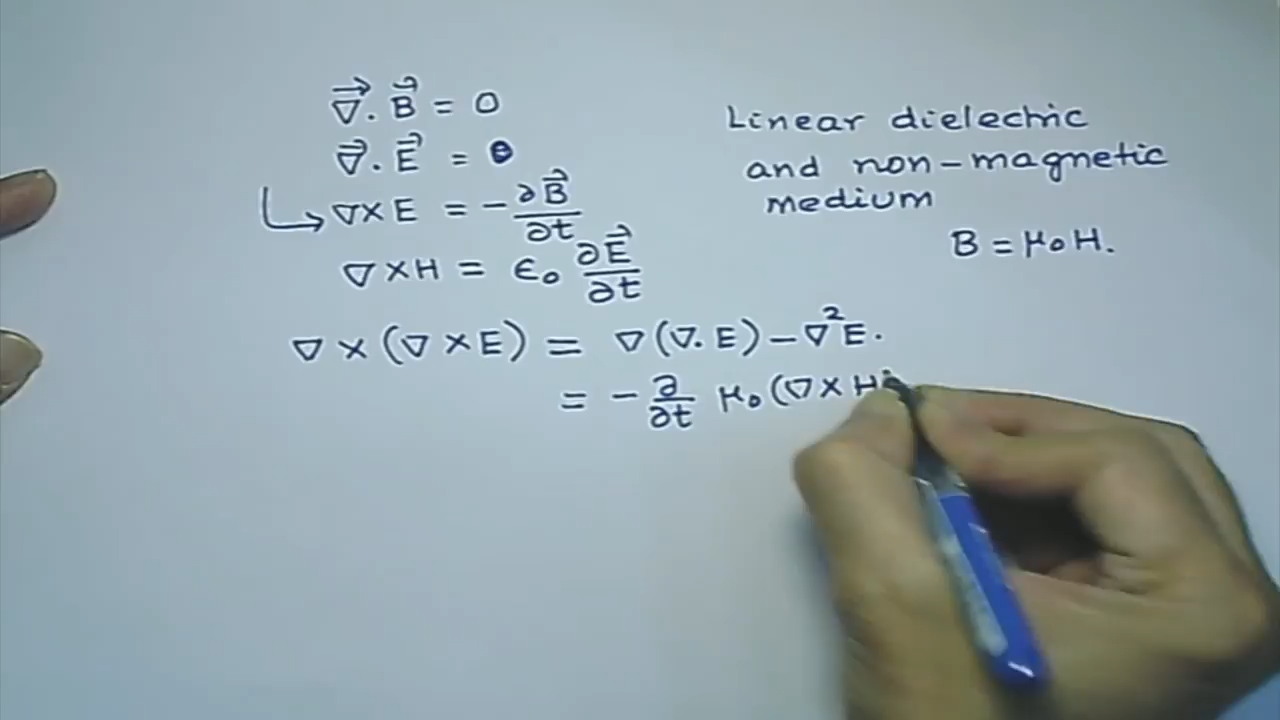 ∇⃗. B⃗ = 0
∇⃗. E⃗ = 0
∇×E = -∂B⃗/∂t
∇×H = ϵ₀ ∂E⃗/∂t
Linear dielectric
and non-magnetic
medium
B = μ₀H.
∇×(∇×E) = ∇(∇.E)-∇²E.
= -∂/∂t μ₀(∇×H)